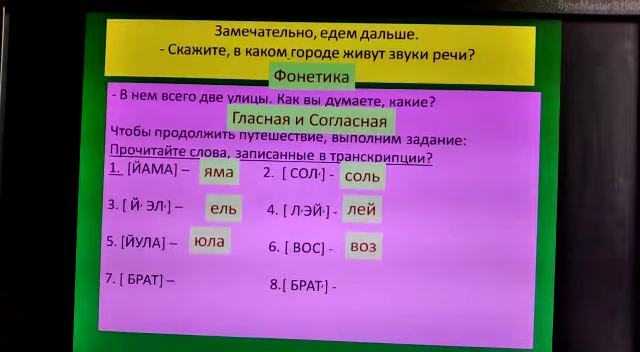 SyncMaster
Замечательно, едем дальше.
- Скажите, в каком городе живут звуки речи?
Фонетика
- В нем всего две улицы. Как вы думаете, какие?
Гласная и Согласная
Чтобы продолжить путешествие, выполним задание:
Прочитайте слова, записанные в транскрипции?
1. [ЙАМА] – яма 2. [ СОЛ,] - соль
3. [ Й, ЭЛ,] – ель 4. [ Л,ЭЙ,] - лей
5. [ЙУЛА] – юла 6. [ ВОС] - воз
7. [ БРАТ] – 8.[ БРАТ,] -